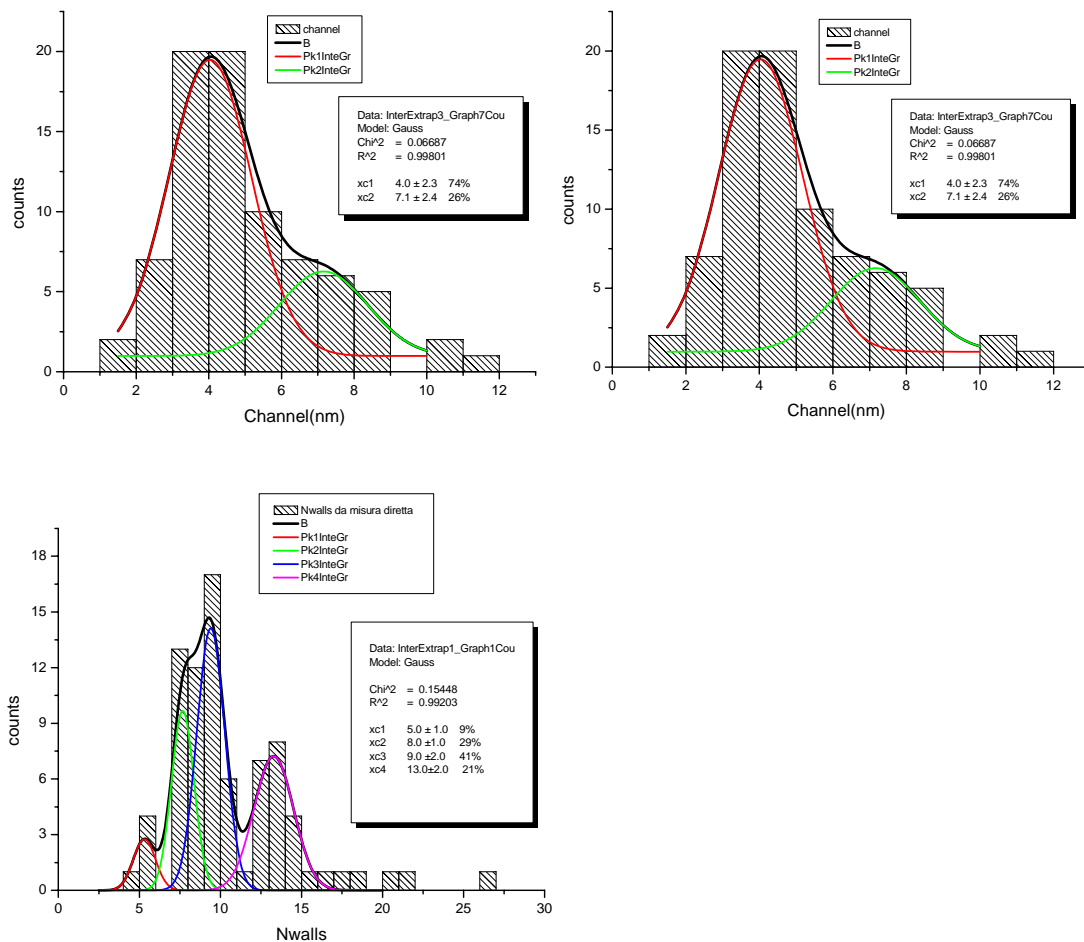 channel
B
Pk1InteGr
Pk2InteGr
Data: InterExtrap3_Graph7Cou
Model: Gauss
Chi^2 = 0.06687
R^2 = 0.99801
xc1 4.0 ± 2.3 74%
xc2 7.1 ± 2.4 26%
counts
20
15
10
5
0
0 2 4 6 8 10 12
Channel(nm)
channel
B
Pk1InteGr
Pk2InteGr
Data: InterExtrap3_Graph7Cou
Model: Gauss
Chi^2 = 0.06687
R^2 = 0.99801
xc1 4.0 ± 2.3 74%
xc2 7.1 ± 2.4 26%
counts
20
15
10
5
0
0 2 4 6 8 10 12
Channel(nm)
Nwalls da misura diretta
B
Pk1InteGr
Pk2InteGr
Pk3InteGr
Pk4InteGr
Data: InterExtrap1_Graph1Cou
Model: Gauss
Chi^2 = 0.15448
R^2 = 0.99203
xc1 5.0 ± 1.0 9%
xc2 8.0 ±1.0 29%
xc3 9.0 ±2.0 41%
xc4 13.0±2.0 21%
counts
18
15
12
9
6
3
0
0 5 10 15 20 25 30
Nwalls